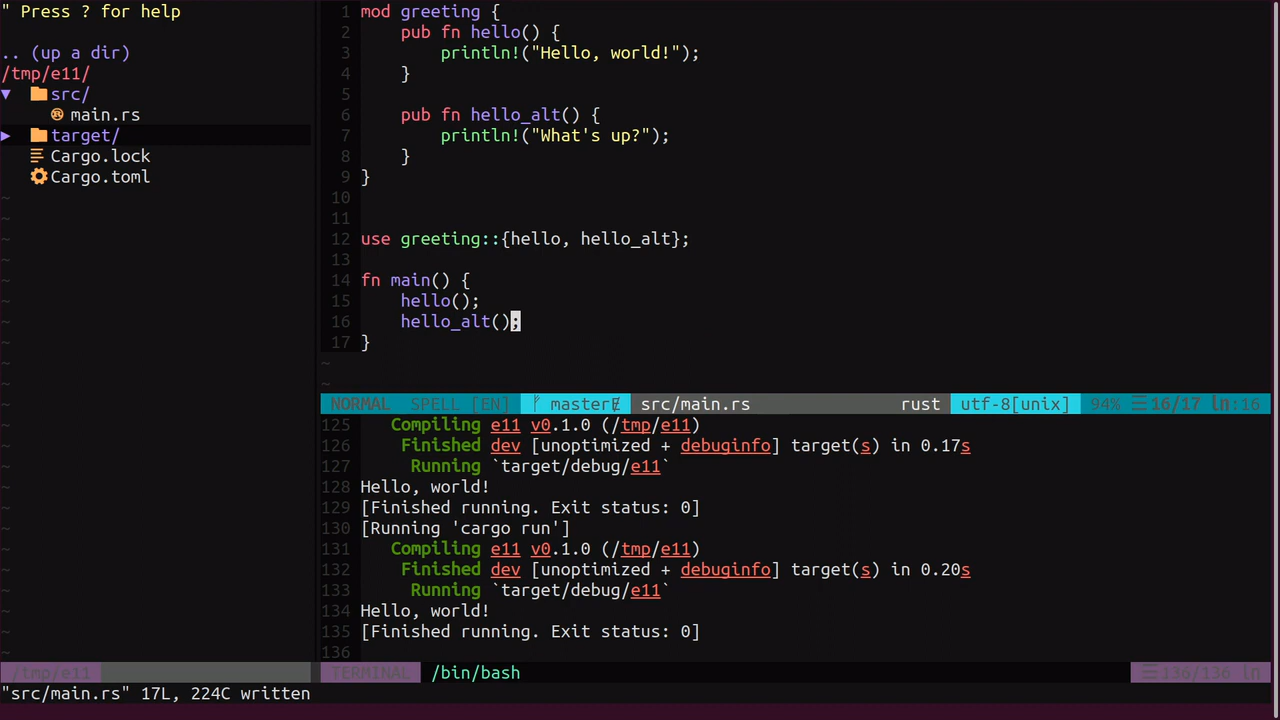 " Press ? for help
.. (up a dir)
/tmp/e11/
▼ src/
main.rs
▶ target/
Cargo.lock
Cargo.toml
1 mod greeting {
2     pub fn hello() {
3         println!("Hello, world!");
4     }
5
6     pub fn hello_alt() {
7         println!("What's up?");
8     }
9 }
10
11
12 use greeting::{hello, hello_alt};
13
14 fn main() {
15     hello();
16     hello_alt();
17 }
~
~
NORMAL SPELL [EN] master src/main.rs rust utf-8[unix] 94% ☰16/17 ln:16
125    Compiling e11 v0.1.0 (/tmp/e11)
126     Finished dev [unoptimized + debuginfo] target(s) in 0.17s
127      Running `target/debug/e11`
128 Hello, world!
129 [Finished running. Exit status: 0]
130 [Running 'cargo run']
131    Compiling e11 v0.1.0 (/tmp/e11)
132     Finished dev [unoptimized + debuginfo] target(s) in 0.20s
133      Running `target/debug/e11`
134 Hello, world!
135 [Finished running. Exit status: 0]
136
/tmp/e11 TERMINAL /bin/bash ☰136/136 ln
"src/main.rs" 17L, 224C written